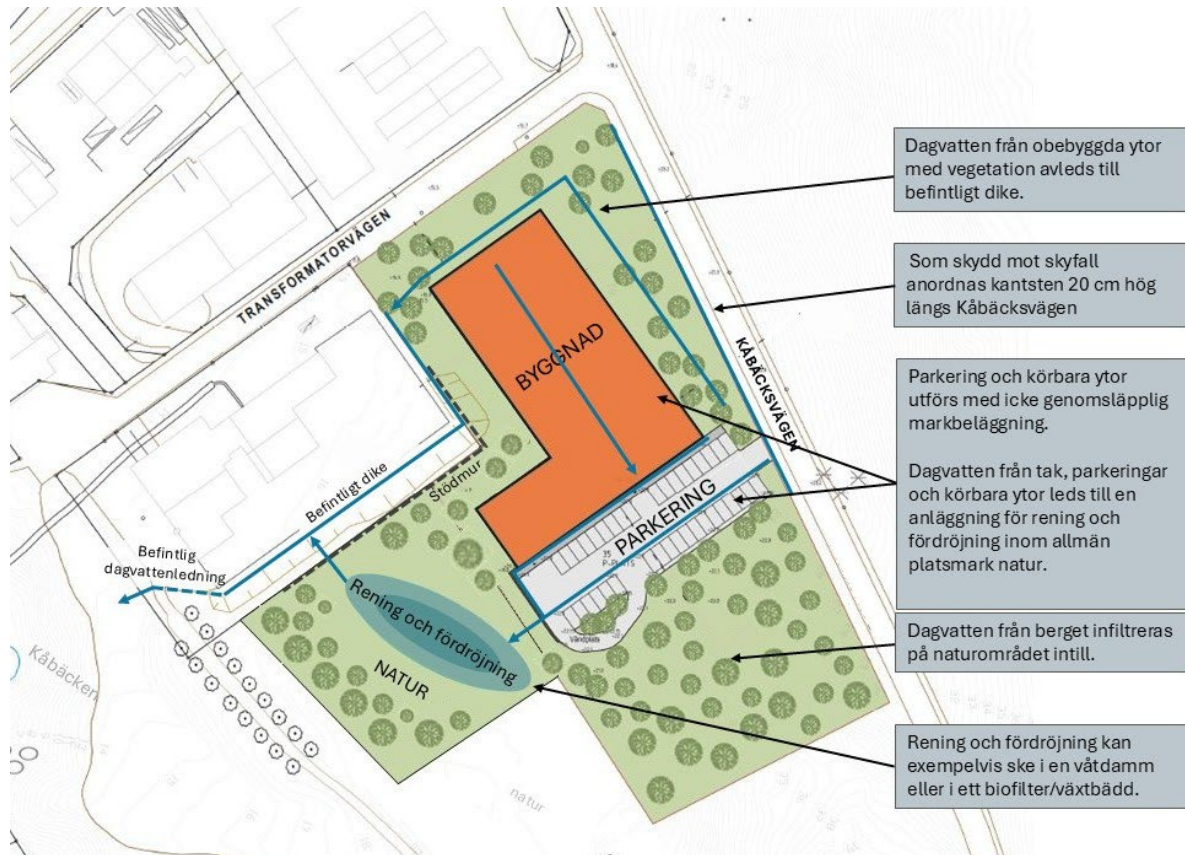 Dagvatten från obebyggda ytor
med vegetation avleds till
befintligt dike.
Som skydd mot skyfall
anordnas kantsten 20 cm hög
längs Kåbäcksvägen
Parkering och körbara ytor
utförs med icke genomsläpplig
markbeläggning.
Dagvatten från tak, parkeringar
och körbara ytor leds till en
anläggning för rening och
fördröjning inom allmän
platsmark natur.
Dagvatten från berget infiltreras
på naturområdet intill.
Rening och fördröjning kan
exempelvis ske i en våtdamm
eller i ett biofilter/växtbädd.
TRANSFORMATORVÄGEN
KÅBÄCKSVÄGEN
BYGGNAD
PARKERING
35
P-PLATS
Vändplats
Stödmur
Befintligt dike
Befintlig
dagvattenledning
Rening och fördröjning
NATUR
Kåbäcken
natur